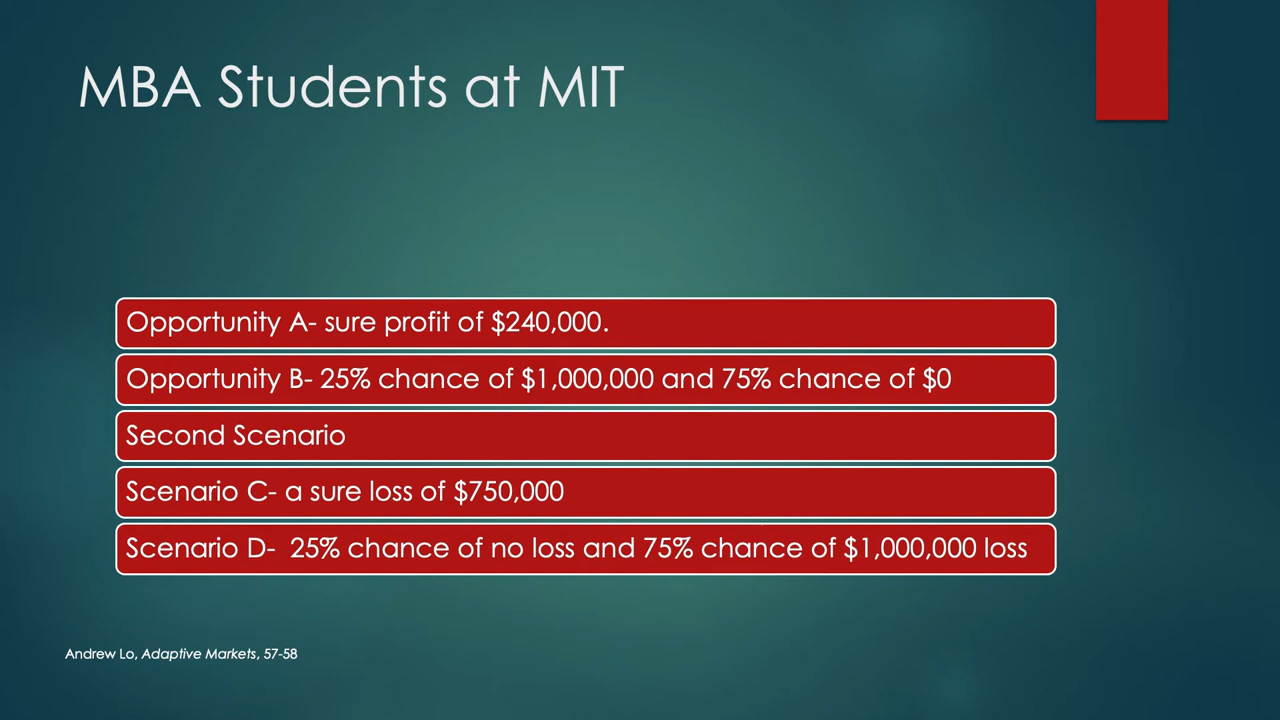 MBA Students at MIT
Opportunity A- sure profit of $240,000.
Opportunity B- 25% chance of $1,000,000 and 75% chance of $0
Second Scenario
Scenario C- a sure loss of $750,000
Scenario D-  25% chance of no loss and 75% chance of $1,000,000 loss
Andrew Lo, Adaptive Markets, 57-58